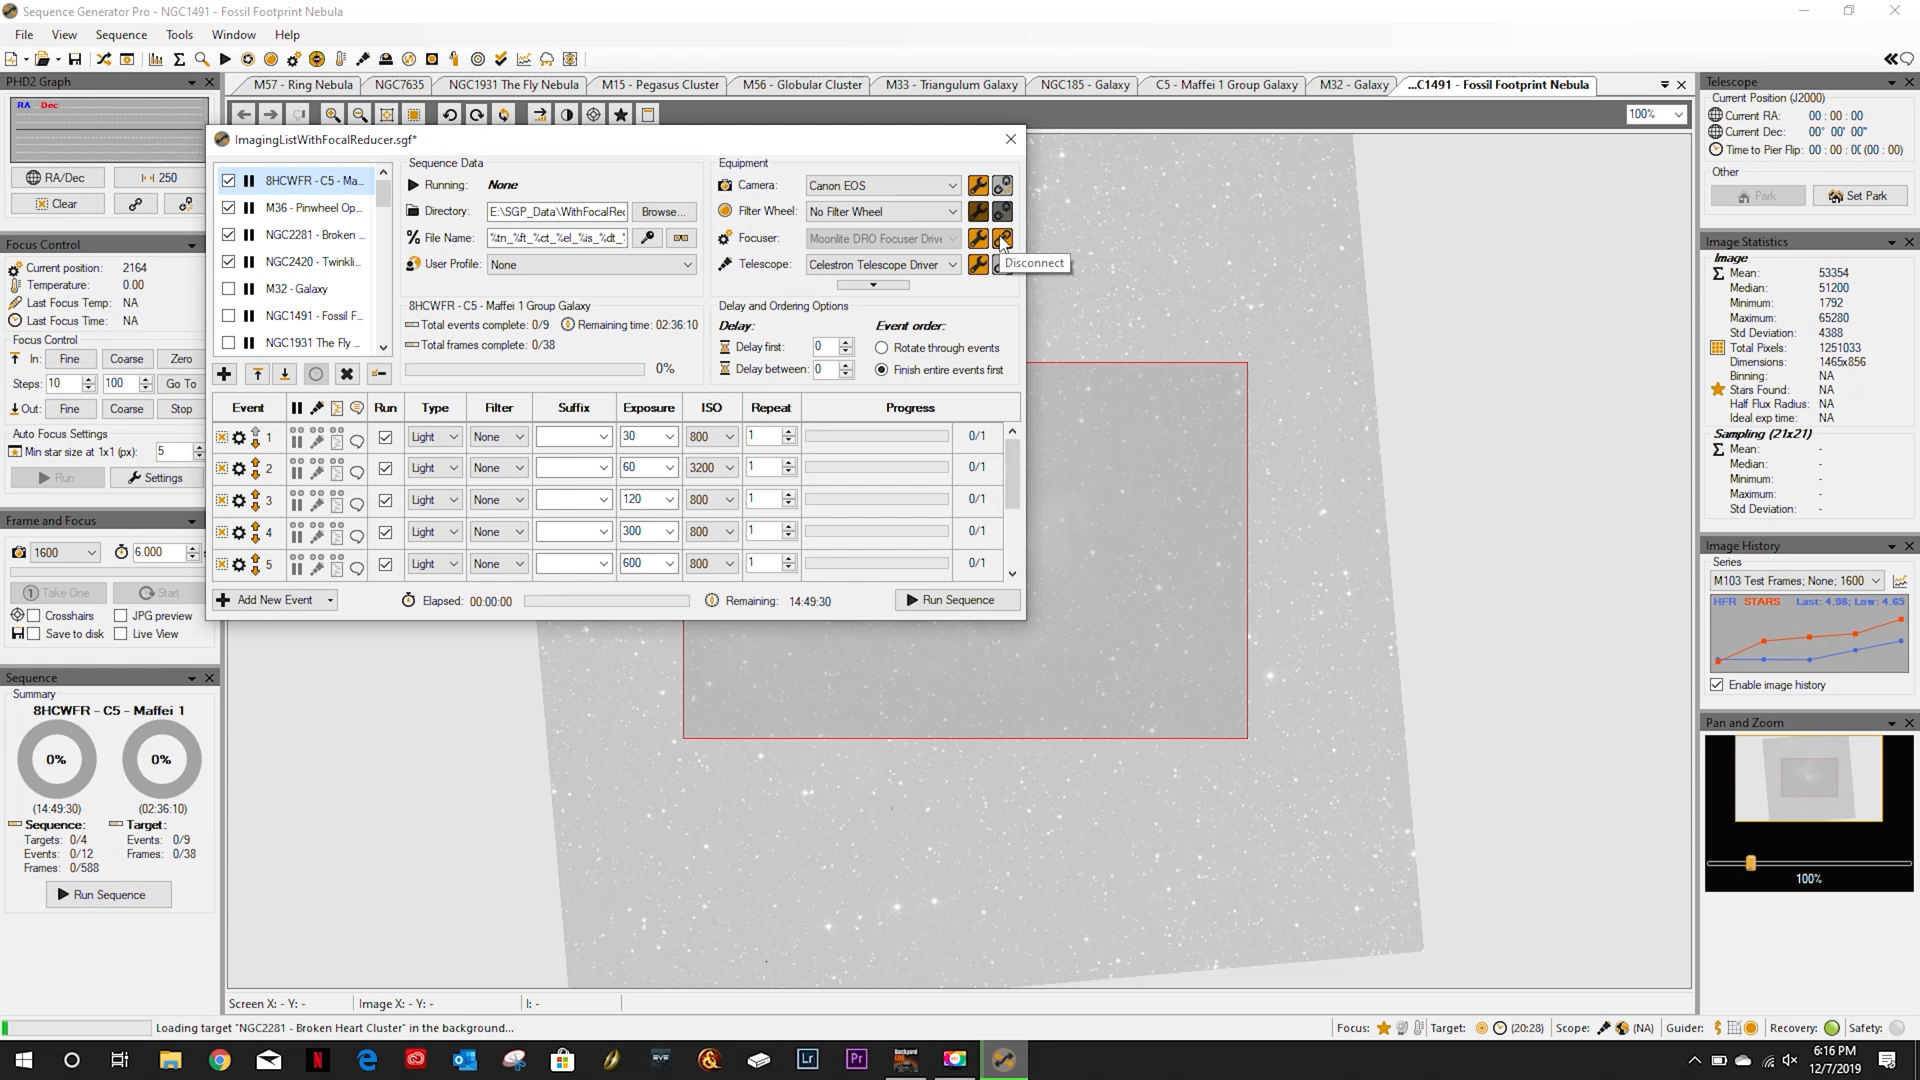 Sequence Generator Pro - NGC1491 - Fossil Footprint Nebula
File View Sequence Tools Window Help
PHD2 Graph
M57 - Ring Nebula NGC7635 NGC1931 The Fly Nebula M15 - Pegasus Cluster M56 - Globular Cluster M33 - Triangulum Galaxy NGC185 - Galaxy C5 - Maffei 1 Group Galaxy M32 - Galaxy ...C1491 - Fossil Footprint Nebula
100%
RA Dec
RA/Dec 250
Clear
Focus Control
Current position: 2164
Temperature: 0.00
Last Focus Temp: NA
Last Focus Time: NA
Focus Control
In: Fine Coarse Zero
Steps: 10 100 Go To
Out: Fine Coarse Stop
Auto Focus Settings
Min star size at 1x1 (px): 5
Run Settings
Frame and Focus
1600 6.000
Take One Start
Crosshairs JPG preview
Save to disk Live View
Sequence
Summary
8HCWFR - C5 - Maffei 1
0% 0%
(14:49:30) (02:36:10)
Sequence: Target:
Targets: 0/4 Events: 0/9
Events: 0/12 Frames: 0/38
Frames: 0/588
Run Sequence
ImagingListWithFocalReducer.sgf*
8HCWFR - C5 - Ma...
M36 - Pinwheel Op...
NGC2281 - Broken ...
NGC2420 - Twinkli...
M32 - Galaxy
NGC1491 - Fossil F...
NGC1931 The Fly ...
Sequence Data
Running: None
Directory: E:\SGP_Data\WithFocalRe Browse...
File Name: %tn_%ft_%ct_%el_%is_%dt_
User Profile: None
8HCWFR - C5 - Maffei 1 Group Galaxy
Total events complete: 0/9 Remaining time: 02:36:10
Total frames complete: 0/38
0%
Equipment
Camera: Canon EOS
Filter Wheel: No Filter Wheel
Focuser: Moonlite DRO Focuser Drive
Telescope: Celestron Telescope Driver
Disconnect
Delay and Ordering Options
Delay: Event order:
Delay first: 0 Rotate through events
Delay between: 0 Finish entire events first
Event Run Type Filter Suffix Exposure ISO Repeat Progress
1 Light None 30 800 1 0/1
2 Light None 60 3200 1 0/1
3 Light None 120 800 1 0/1
4 Light None 300 800 1 0/1
5 Light None 600 800 1 0/1
Add New Event Elapsed: 00:00:00 Remaining: 14:49:30 Run Sequence
Telescope
Current Position (J2000)
Current RA: 00 : 00 : 00
Current Dec: 00° 00' 00"
Time to Pier Flip: 00 : 00 : 0( (00 : 00)
Other
Park Set Park
Image Statistics
Image
Mean: 53354
Median: 51200
Minimum: 1792
Maximum: 65280
Std Deviation: 4388
Total Pixels: 1251033
Dimensions: 1465x856
Binning: NA
Stars Found: NA
Half Flux Radius: NA
Ideal exp time: NA
Sampling (21x21)
Mean: -
Median: -
Minimum: -
Maximum: -
Std Deviation: -
Image History
Series
M103 Test Frames; None; 1600
HFR STARS Last: 4.98; Low: 4.65
Enable image history
Pan and Zoom
100%
Screen X: - Y: - Image X: - Y: - I: -
Loading target "NGC2281 - Broken Heart Cluster" in the background...
Focus: Target: (20:28) Scope: (NA) Guider: Recovery: Safety:
Lr Pr
6:16 PM
12/7/2019